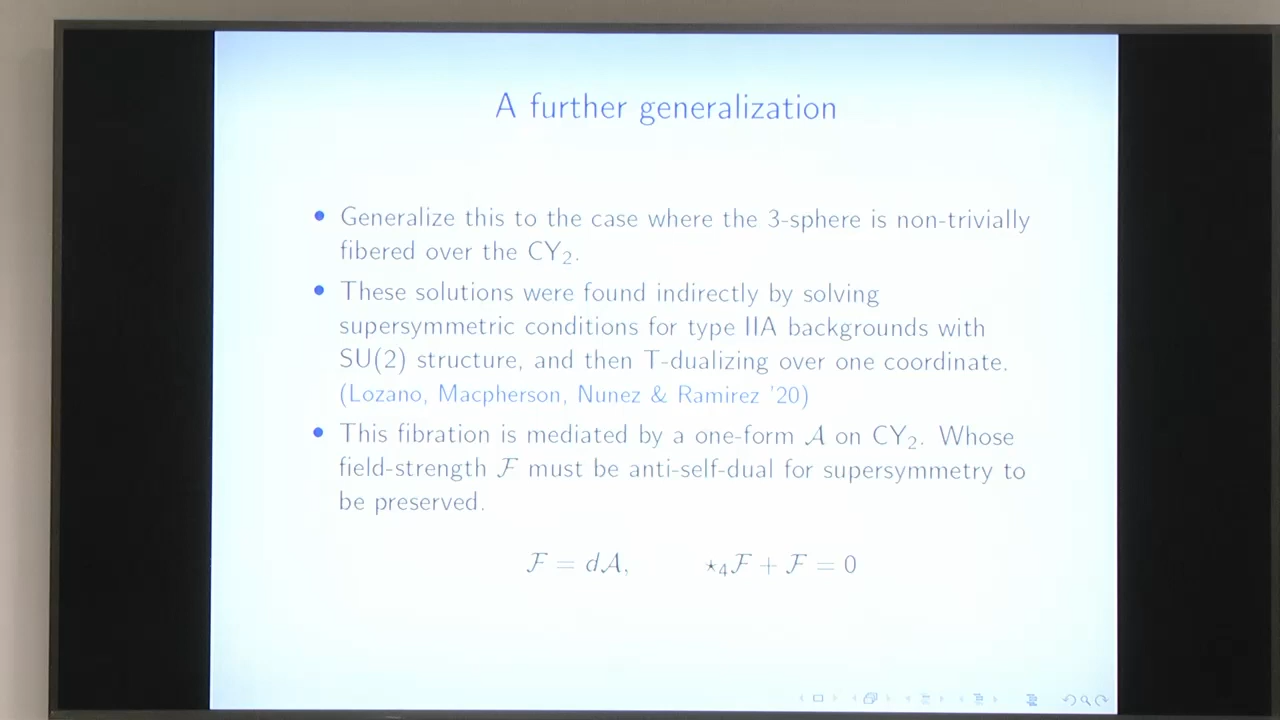 A further generalization
• Generalize this to the case where the 3-sphere is non-trivially
fibered over the CY₂.
• These solutions were found indirectly by solving
supersymmetric conditions for type IIA backgrounds with
SU(2) structure, and then T-dualizing over one coordinate.
(Lozano, Macpherson, Nunez & Ramirez '20)
• This fibration is mediated by a one-form 𝒜 on CY₂. Whose
field-strength ℱ must be anti-self-dual for supersymmetry to
be preserved.
ℱ = d𝒜, ⋆₄ℱ + ℱ = 0